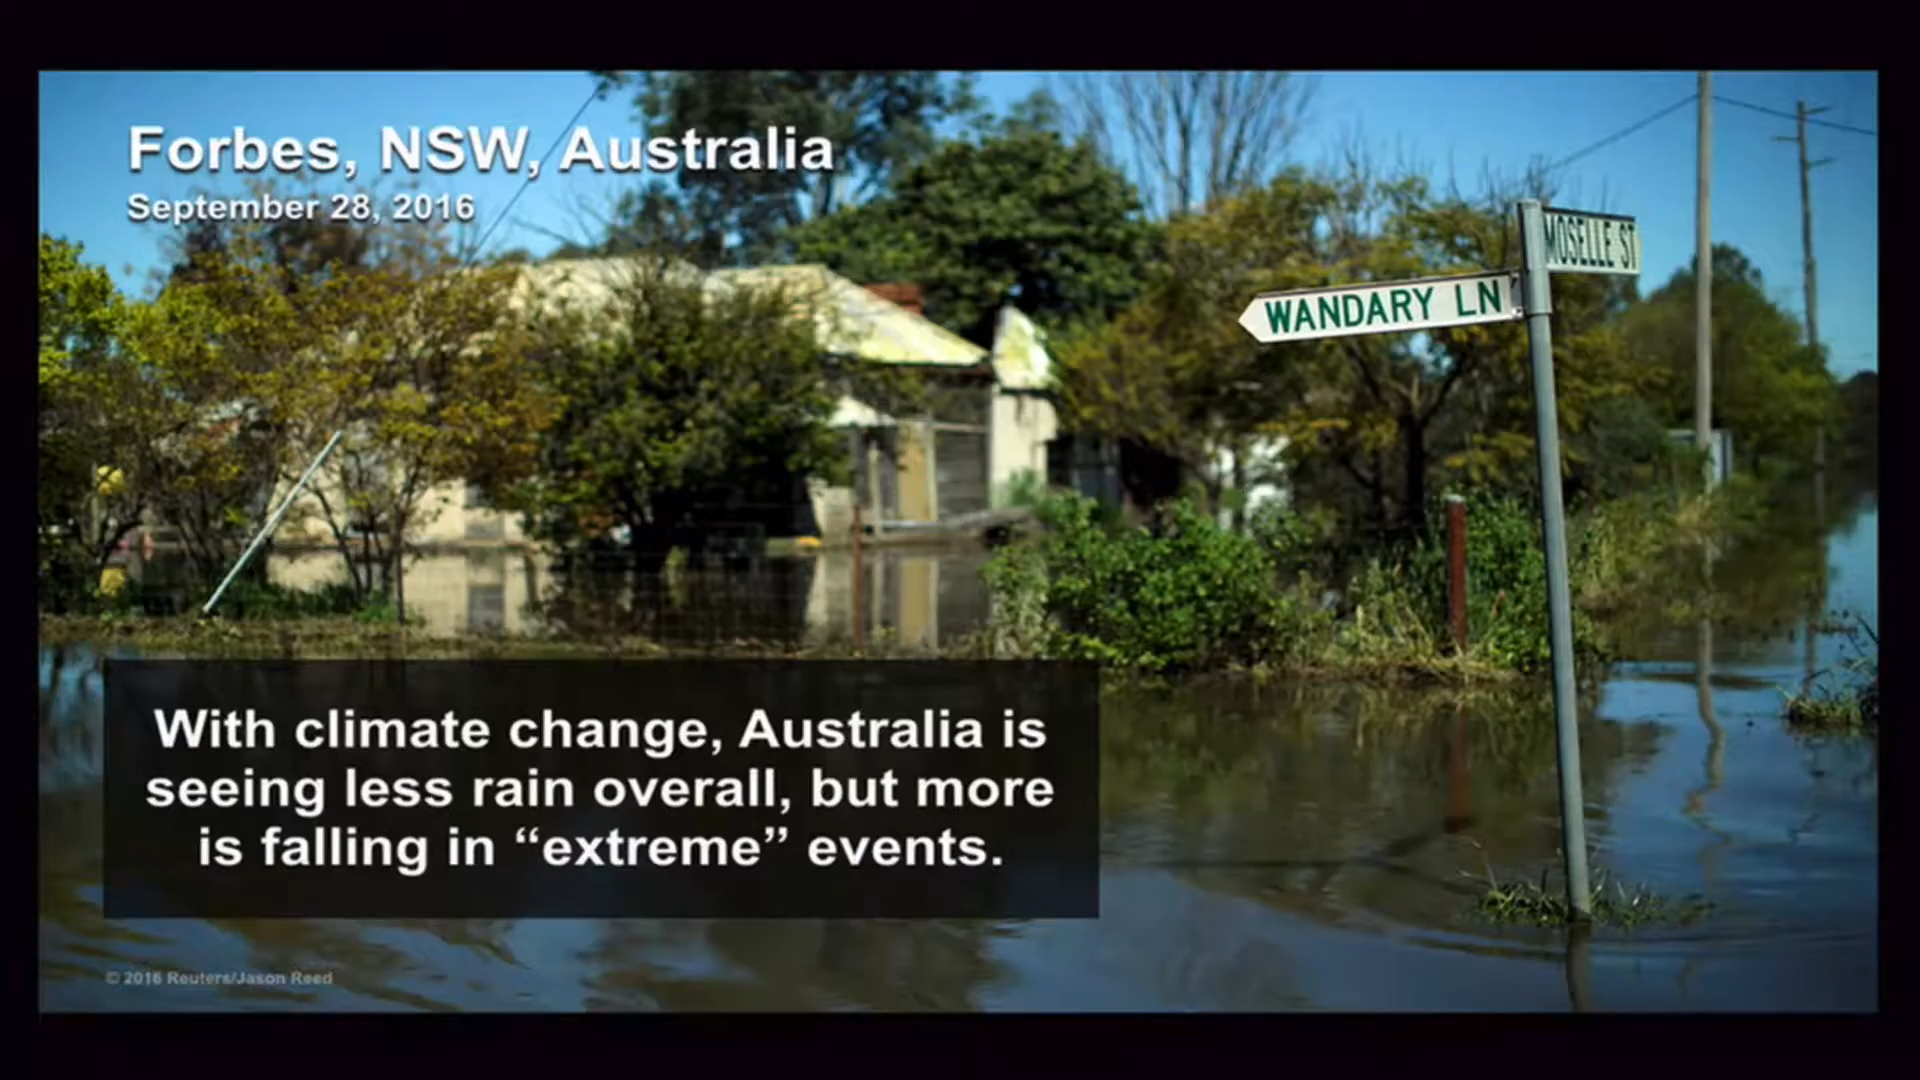 Forbes, NSW, Australia
September 28, 2016
MOSELLE ST
WANDARY LN
With climate change, Australia is
seeing less rain overall, but more
is falling in “extreme” events.
© 2016 Reuters/Jason Reed